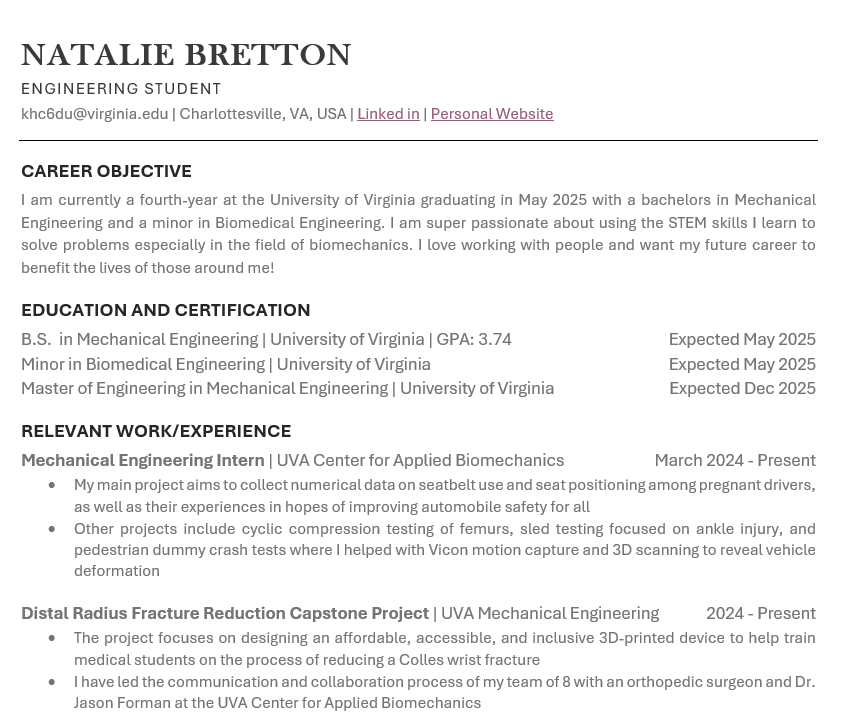 NATALIE BRETTON
ENGINEERING STUDENT
khc6du@virginia.edu | Charlottesville, VA, USA | Linked in | Personal Website
CAREER OBJECTIVE
I am currently a fourth-year at the University of Virginia graduating in May 2025 with a bachelors in Mechanical
Engineering and a minor in Biomedical Engineering. I am super passionate about using the STEM skills I learn to
solve problems especially in the field of biomechanics. I love working with people and want my future career to
benefit the lives of those around me!
EDUCATION AND CERTIFICATION
B.S.  in Mechanical Engineering | University of Virginia | GPA: 3.74 Expected May 2025
Minor in Biomedical Engineering | University of Virginia Expected May 2025
Master of Engineering in Mechanical Engineering | University of Virginia Expected Dec 2025
RELEVANT WORK/EXPERIENCE
Mechanical Engineering Intern | UVA Center for Applied Biomechanics March 2024 - Present
• My main project aims to collect numerical data on seatbelt use and seat positioning among pregnant drivers,
as well as their experiences in hopes of improving automobile safety for all
• Other projects include cyclic compression testing of femurs, sled testing focused on ankle injury, and
pedestrian dummy crash tests where I helped with Vicon motion capture and 3D scanning to reveal vehicle
deformation
Distal Radius Fracture Reduction Capstone Project | UVA Mechanical Engineering 2024 - Present
• The project focuses on designing an affordable, accessible, and inclusive 3D-printed device to help train
medical students on the process of reducing a Colles wrist fracture
• I have led the communication and collaboration process of my team of 8 with an orthopedic surgeon and Dr.
Jason Forman at the UVA Center for Applied Biomechanics